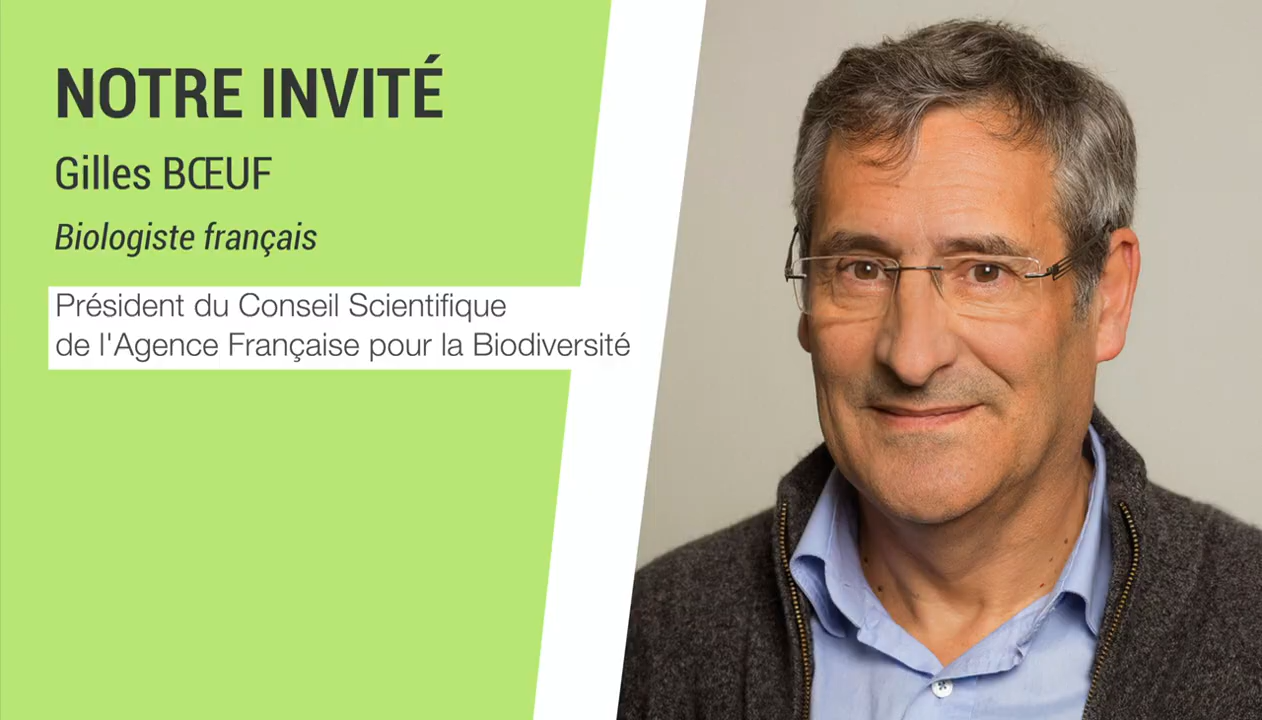 NOTRE INVITÉ
Gilles BŒUF
Biologiste français
Président du Conseil Scientifique
de l'Agence Française pour la Biodiversité